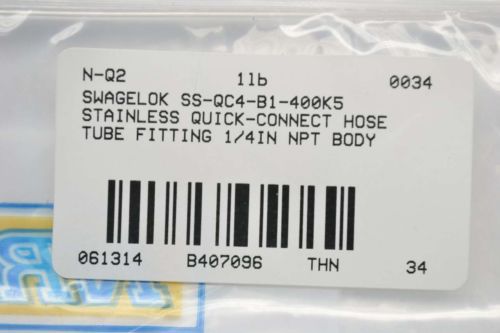 N-Q2 1lb 0034
SWAGELOK SS-QC4-B1-400K5
STAINLESS QUICK-CONNECT HOSE
TUBE FITTING 1/4IN NPT BODY
061314 B407096 THN 34